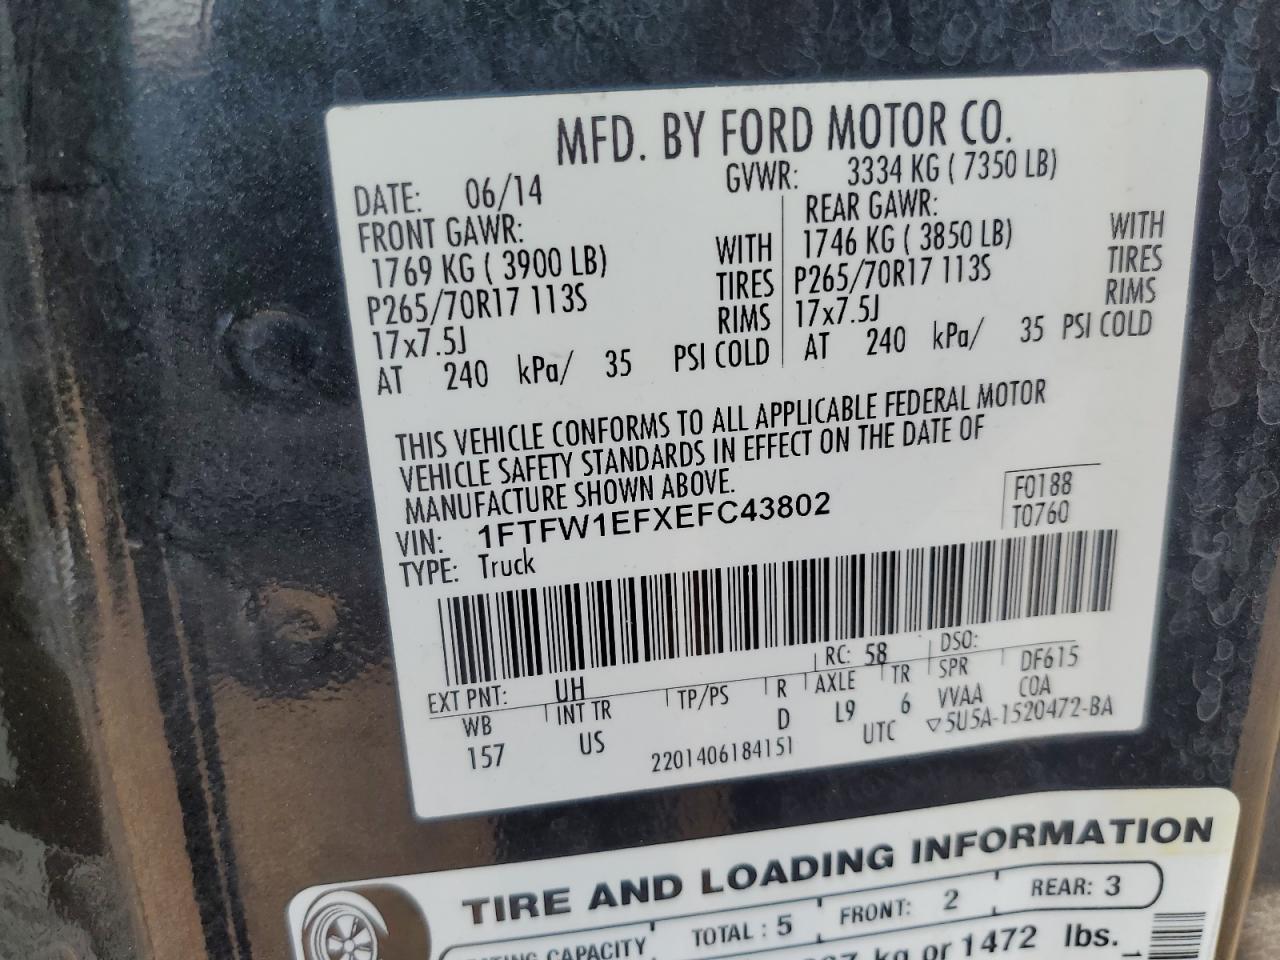 MFD. BY FORD MOTOR CO.
DATE: 06/14 GVWR: 3334 KG ( 7350 LB)
FRONT GAWR: REAR GAWR:
1769 KG ( 3900 LB) WITH 1746 KG ( 3850 LB) WITH
P265/70R17 113S TIRES P265/70R17 113S TIRES
17x7.5J RIMS 17x7.5J RIMS
AT 240 kPa/ 35 PSI COLD AT 240 kPa/ 35 PSI COLD
THIS VEHICLE CONFORMS TO ALL APPLICABLE FEDERAL MOTOR
VEHICLE SAFETY STANDARDS IN EFFECT ON THE DATE OF
MANUFACTURE SHOWN ABOVE.
F0188
VIN: 1FTFW1EFXEFC43802 T0760
TYPE: Truck
EXT PNT: UH RC: 58 DSO:
WB INT TR TP/PS R AXLE TR SPR DF615
157 US D L9 6 VVAA COA
2201406184151 UTC ▽5U5A-1520472-BA
TIRE AND LOADING INFORMATION
CAPACITY TOTAL : 5 FRONT: 2 REAR: 3
kg or 1472 lbs.